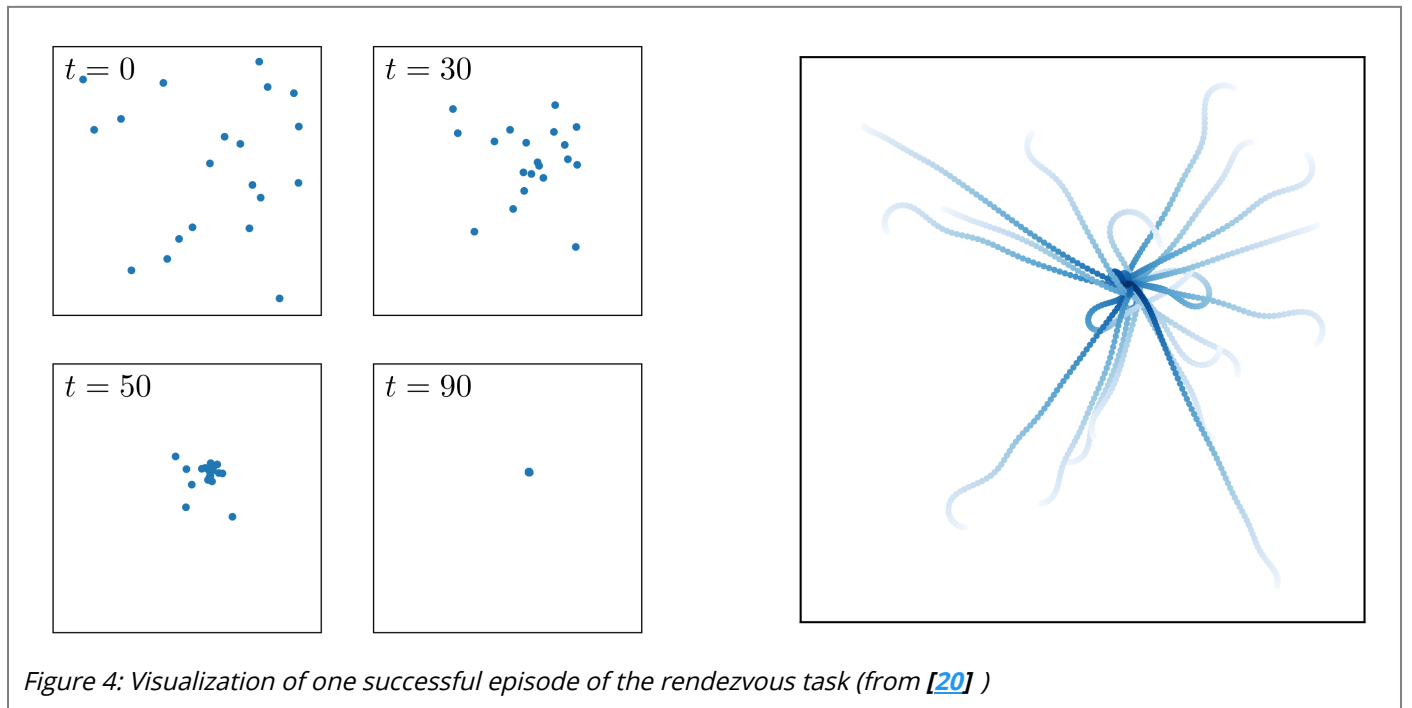 t = 0
t = 30
t = 50
t = 90
Figure 4: Visualization of one successful episode of the rendezvous task (from [20] )